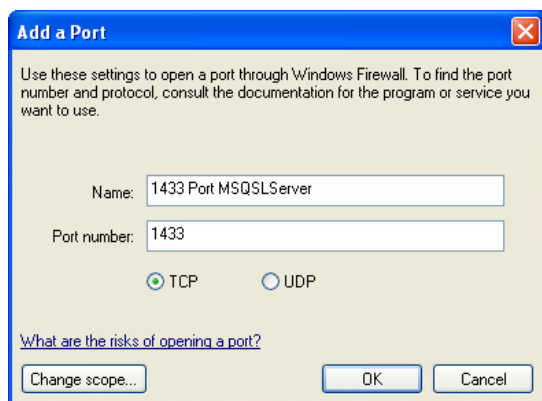 Add a Port
Use these settings to open a port through Windows Firewall. To find the port
number and protocol, consult the documentation for the program or service you
want to use.
Name: 1433 Port MSQSLServer
Port number: 1433
TCP UDP
What are the risks of opening a port?
Change scope... OK Cancel